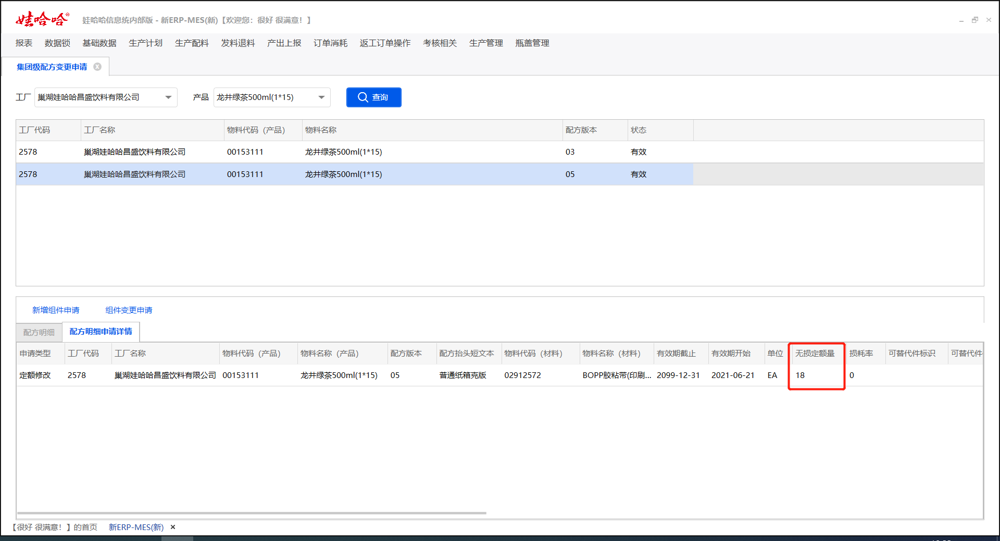 娃哈哈®
娃哈哈信息统内部版 - 新ERP-MES(新)【欢迎您：很好 很满意！】
报表 数据锁 基础数据 生产计划 生产配料 发料退料 产出上报 订单消耗 返工订单操作 考核相关 生产管理 瓶盖管理
集团级配方变更申请
工厂 巢湖娃哈哈昌盛饮料有限公司 产品 龙井绿茶500ml(1*15) 查询
工厂代码 工厂名称 物料代码（产品） 物料名称 配方版本 状态
2578 巢湖娃哈哈昌盛饮料有限公司 00153111 龙井绿茶500ml(1*15) 03 有效
2578 巢湖娃哈哈昌盛饮料有限公司 00153111 龙井绿茶500ml(1*15) 05 有效
新增组件申请 组件变更申请
配方明细 配方明细申请详情
申请类型 工厂代码 工厂名称 物料代码（产品） 物料名称（产品） 配方版本 配方抬头短文本 物料代码（材料） 物料名称（材料） 有效期截止 有效期开始 单位 无损定额量 损耗率 可替代件标识 可替代件
定额修改 2578 巢湖娃哈哈昌盛饮料有限公司 00153111 龙井绿茶500ml(1*15) 05 普通纸箱克版 02912572 BOPP胶粘带(印刷... 2099-12-31 2021-06-21 EA 18 0
【很好 很满意！】的首页 新ERP-MES(新) ×